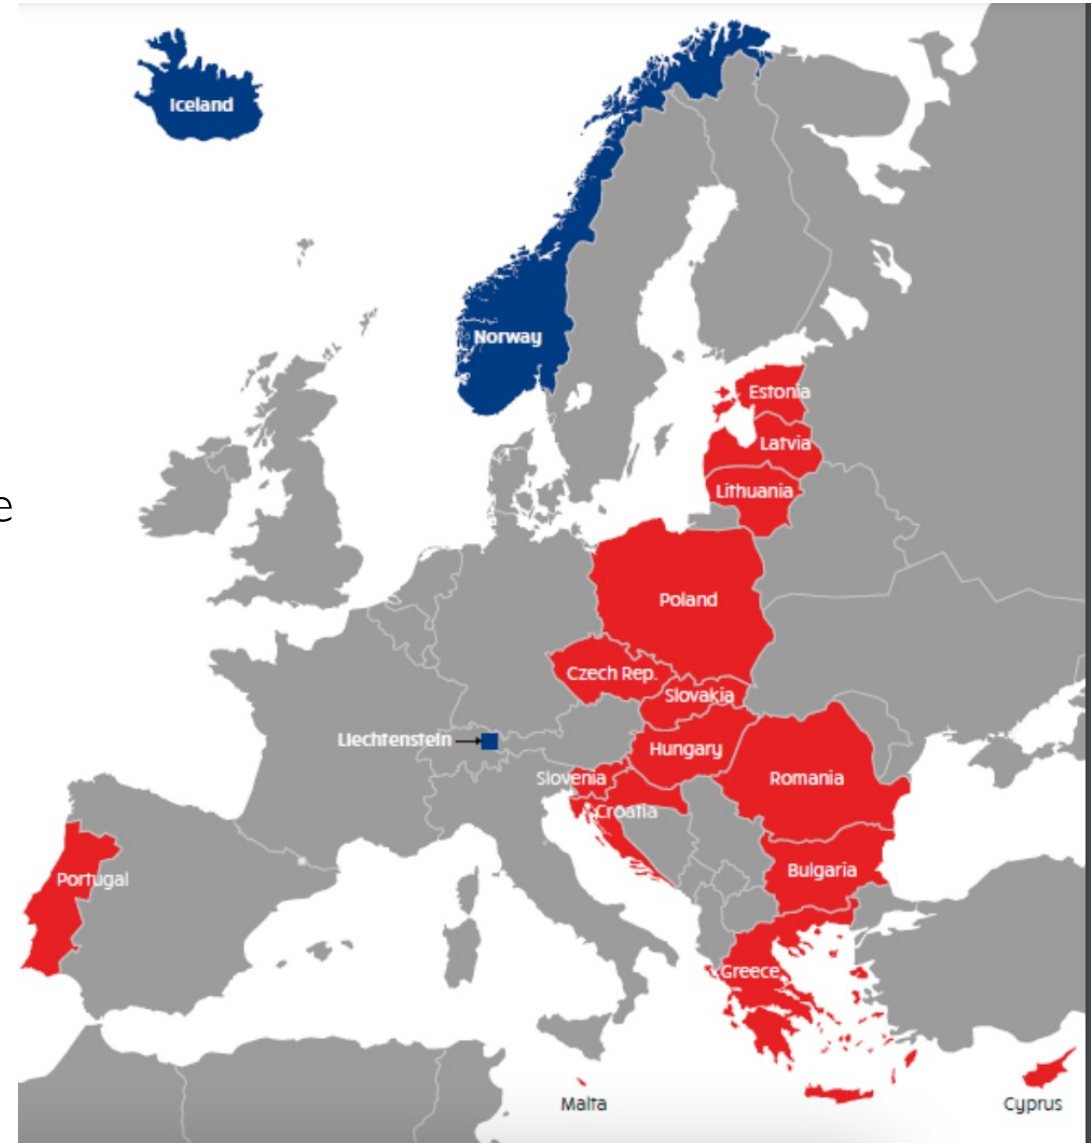 Iceland
Norway
Estonia
Latvia
Lithuania
e
Poland
Czech Rep.
Slovakia
Liechtenstein
Hungary
Slovenia
Romania
Croatia
Bulgaria
Portugal
Greece
Malta
Cyprus